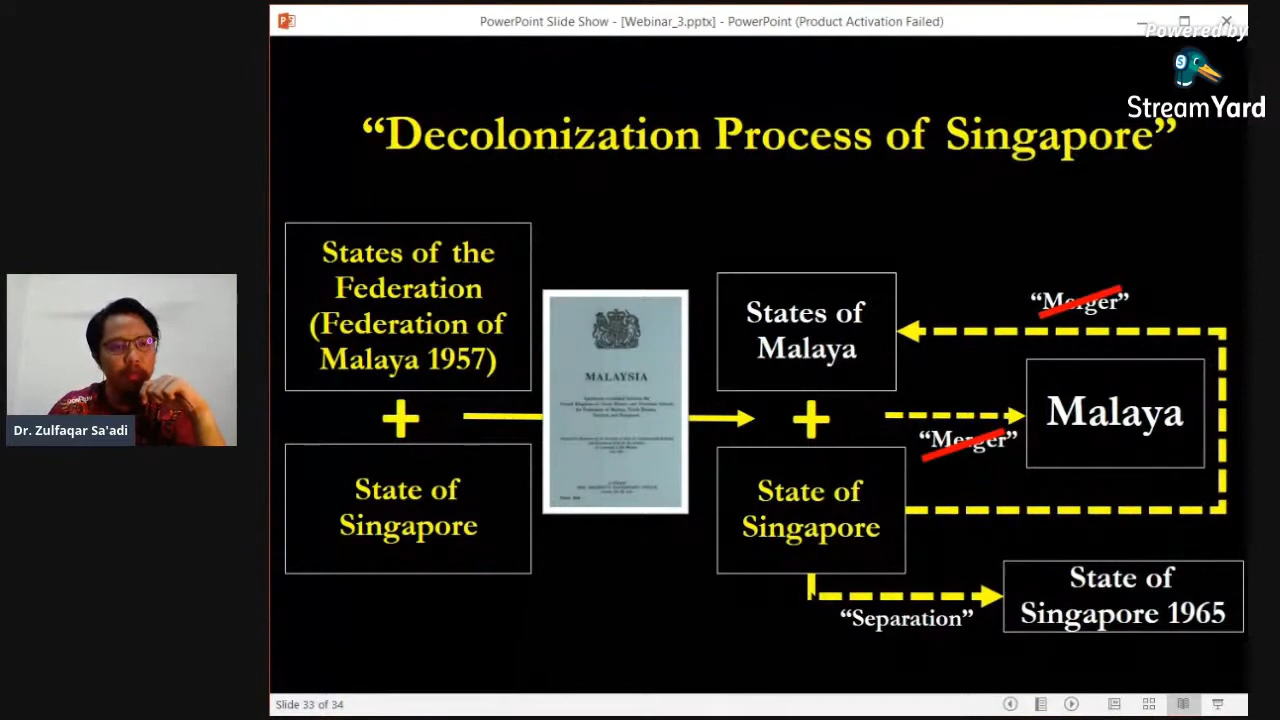 PowerPoint Slide Show - [Webinar_3.pptx] - PowerPoint (Product Activation Failed)
Powered by
StreamYard
“Decolonization Process of Singapore”
States of the
Federation
(Federation of
Malaya 1957)
+
State of
Singapore
MALAYSIA
States of
Malaya
+
State of
Singapore
“Merger”
“Merger”
Malaya
“Separation”
State of
Singapore 1965
Dr. Zulfaqar Sa'adi
Slide 33 of 34